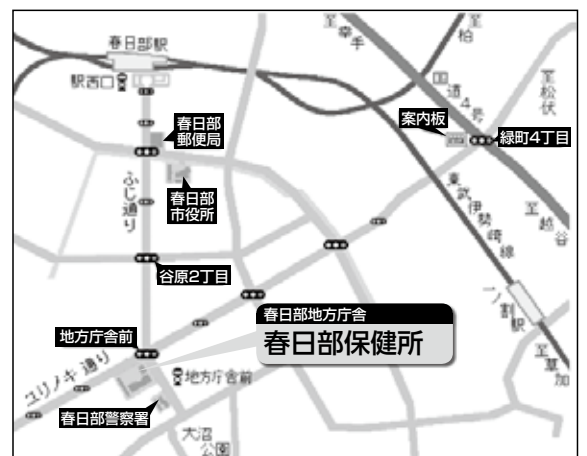 春日部駅
駅西口
至幸手
至柏
国道4号
至松伏
案内板
緑町4丁目
春日部
郵便局
春日部
市役所
ふじ通り
東武伊勢崎線
至越谷
谷原2丁目
一ノ割駅
至草加
地方庁舎前
春日部地方庁舎
春日部保健所
ユリノキ通り
地方庁舎前
春日部警察署
大沼
公園